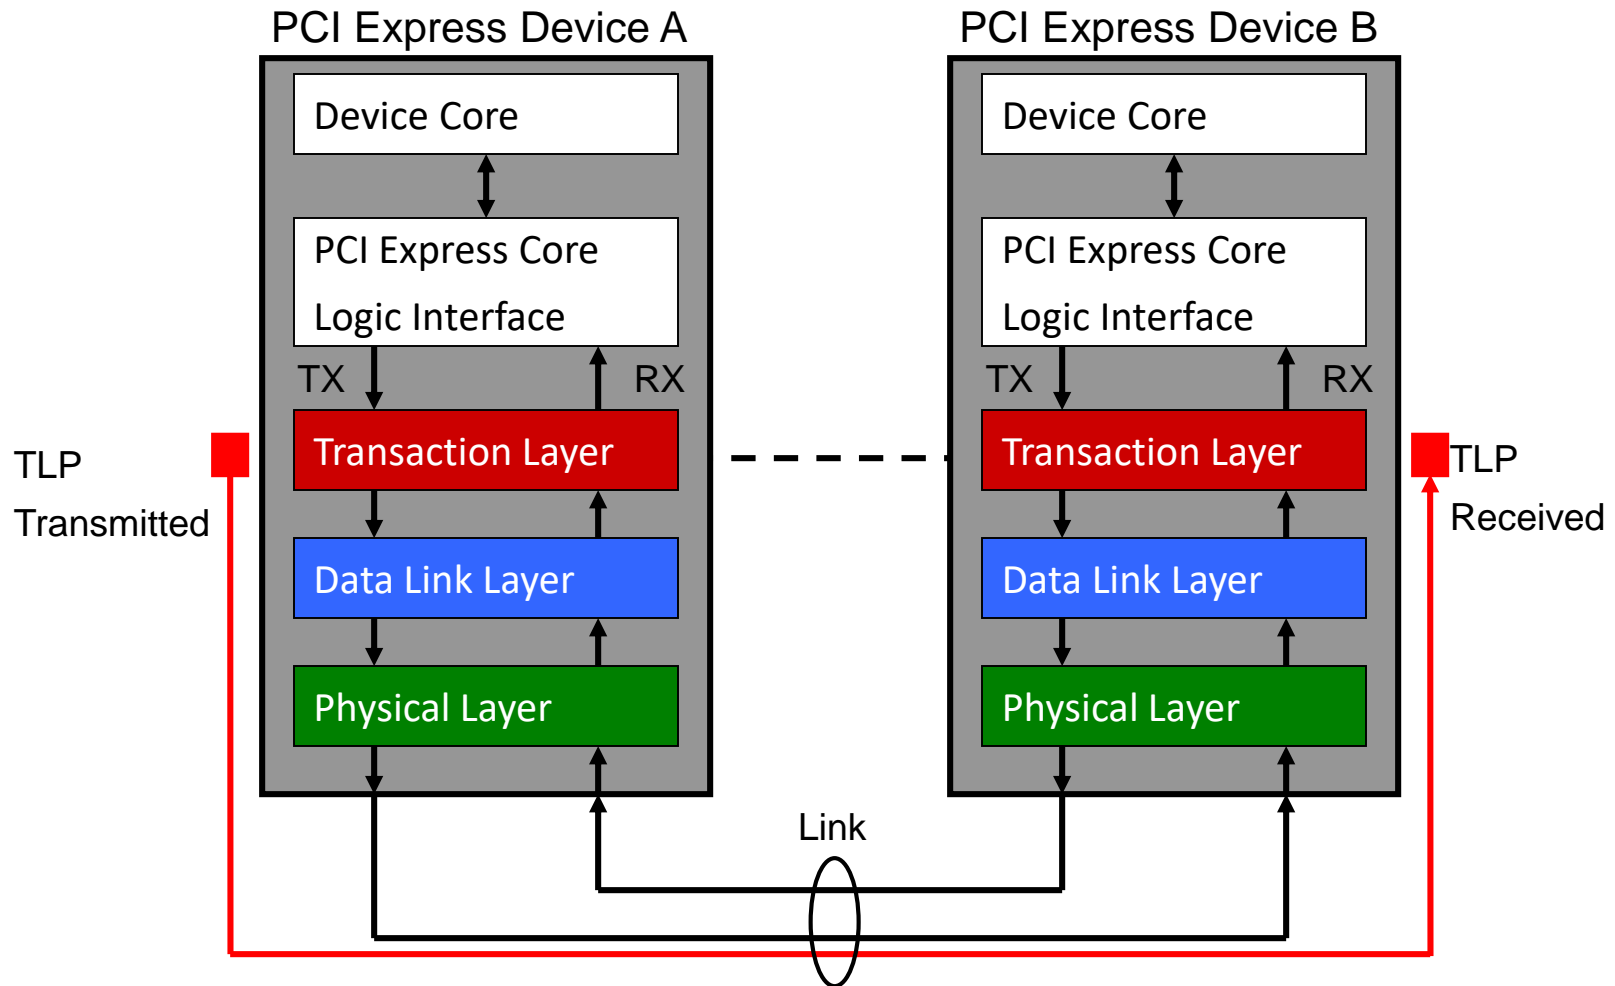 PCI Express Device A
PCI Express Device B
Device Core
PCI Express Core
Logic Interface
TX
RX
Transaction Layer
Data Link Layer
Physical Layer
Device Core
PCI Express Core
Logic Interface
TX
RX
Transaction Layer
Data Link Layer
Physical Layer
TLP
Transmitted
TLP
Received
Link